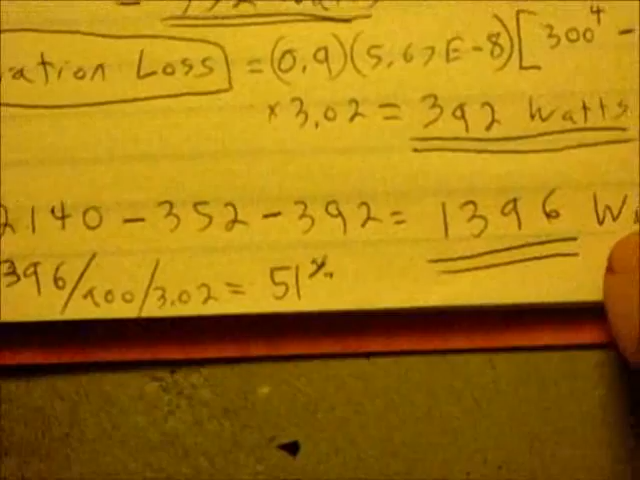 ation Loss = (0.9)(5.67E-8)[300⁴ -
×3.02 = 392 Watts
2140 - 352 - 392 = 1396 W
396/900/3.02 = 51%